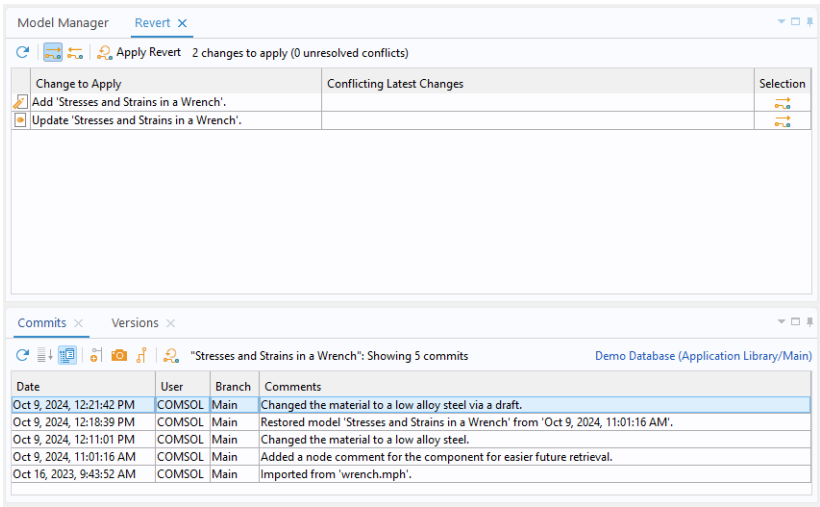 Model Manager Revert
Apply Revert 2 changes to apply (0 unresolved conflicts)
Change to Apply Conflicting Latest Changes Selection
Add 'Stresses and Strains in a Wrench'.
Update 'Stresses and Strains in a Wrench'.
Commits Versions
"Stresses and Strains in a Wrench": Showing 5 commits Demo Database (Application Library/Main)
Date User Branch Comments
Oct 9, 2024, 12:21:42 PM COMSOL Main Changed the material to a low alloy steel via a draft.
Oct 9, 2024, 12:18:39 PM COMSOL Main Restored model 'Stresses and Strains in a Wrench' from 'Oct 9, 2024, 11:01:16 AM'.
Oct 9, 2024, 12:11:01 PM COMSOL Main Changed the material to a low alloy steel.
Oct 9, 2024, 11:01:16 AM COMSOL Main Added a node comment for the component for easier future retrieval.
Oct 16, 2023, 9:43:52 AM COMSOL Main Imported from 'wrench.mph'.